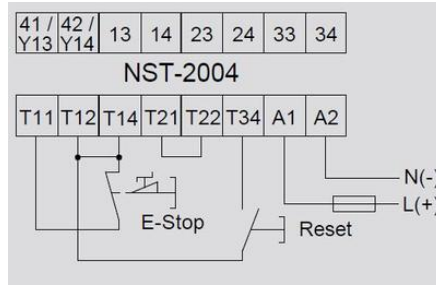 41 / 42 / 13 14 23 24 33 34
Y13 Y14
NST-2004
T11 T12 T14 T21 T22 T34 A1 A2
N(-)
L(+)
E-Stop Reset